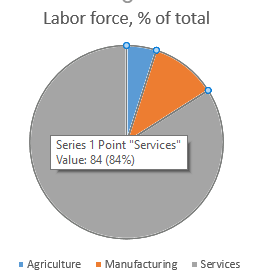 Labor force, % of total
Series 1 Point "Services"
Value: 84 (84%)
Agriculture Manufacturing Services